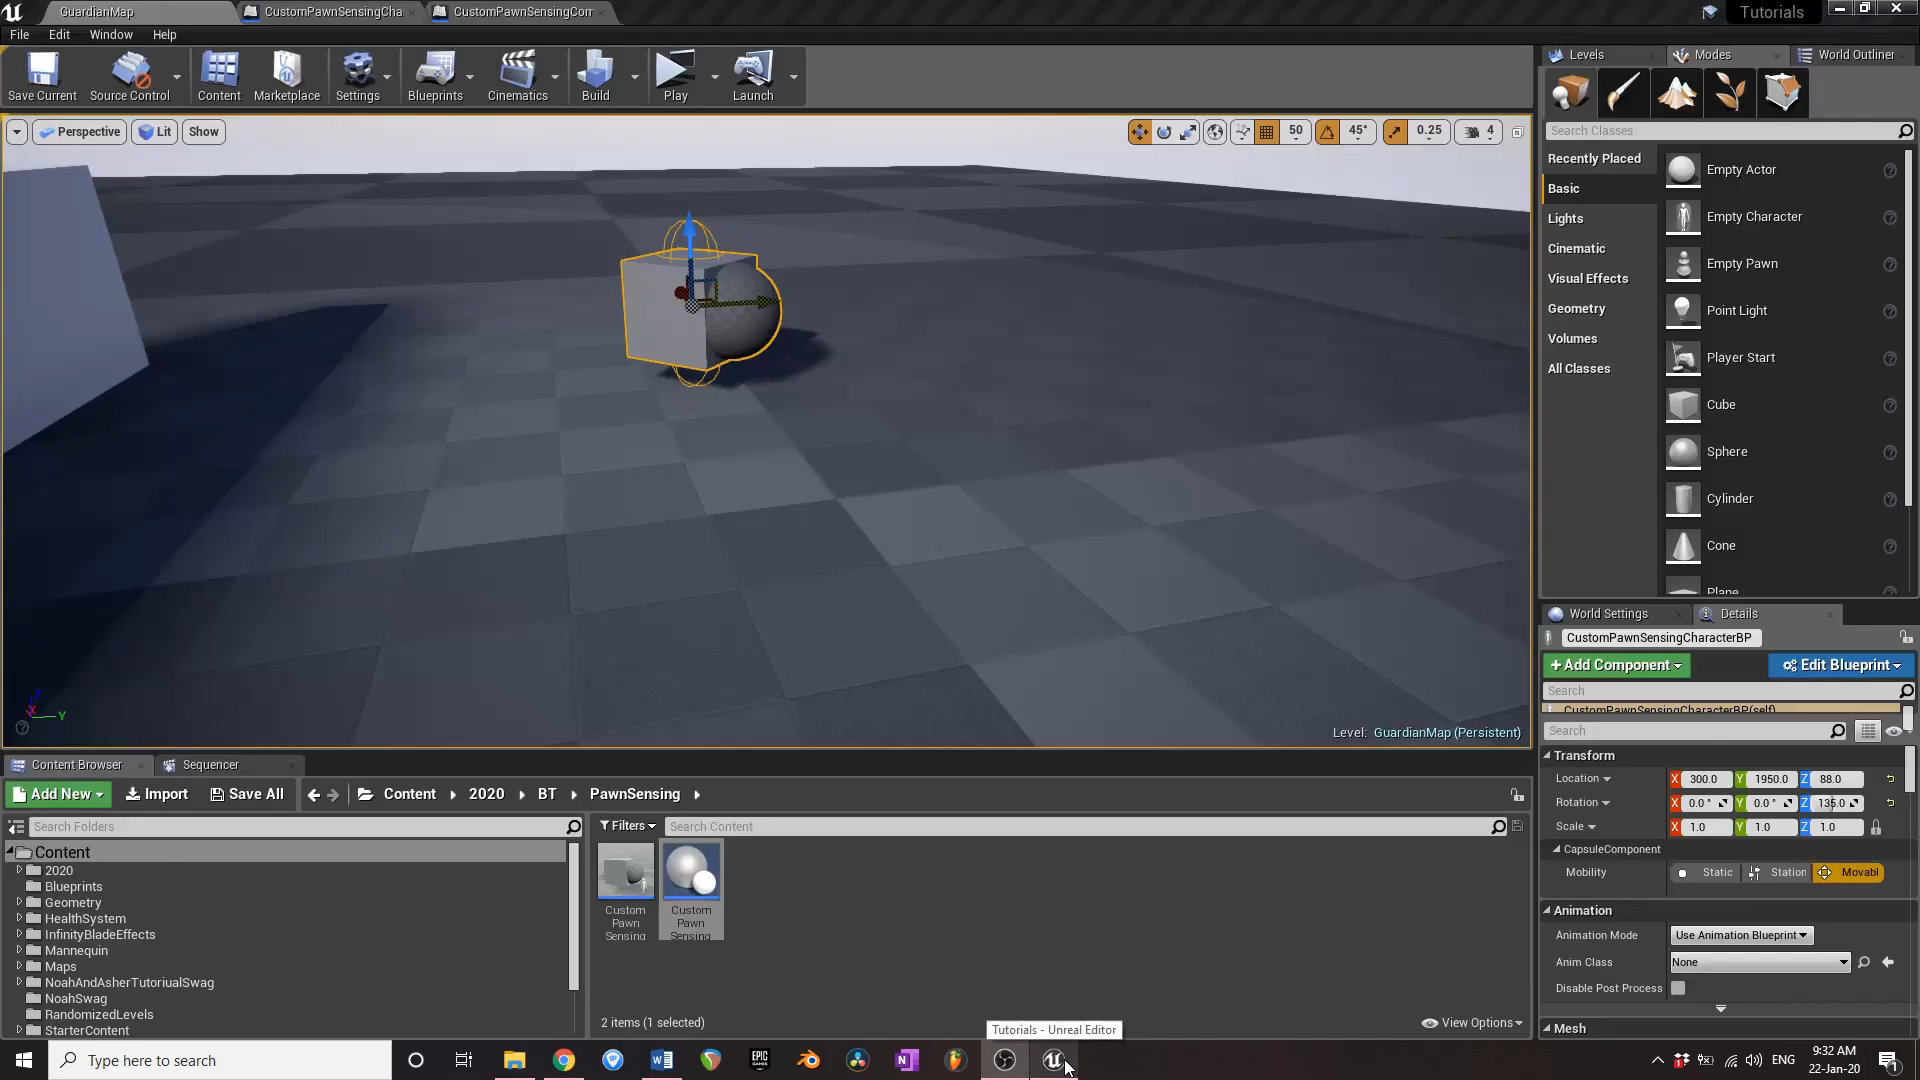 GuardianMap
CustomPawnSensingCha
CustomPawnSensingCom
Tutorials
File Edit Window Help
Save Current
Source Control
Content
Marketplace
Settings
Blueprints
Cinematics
Build
Play
Launch
Levels
Modes
World Outliner
Perspective
Lit
Show
50
45°
0.25
4
Search Classes
Recently Placed
Basic
Lights
Cinematic
Visual Effects
Geometry
Volumes
All Classes
Empty Actor
Empty Character
Empty Pawn
Point Light
Player Start
Cube
Sphere
Cylinder
Cone
Plane
Level: GuardianMap (Persistent)
World Settings
Details
CustomPawnSensingCharacterBP
+Add Component
Edit Blueprint
Search
CustomPawnSensingCharacterBP(self)
Search
Transform
Location X 300.0 Y 1950.0 Z 88.0
Rotation X 0.0 ° Y 0.0 ° Z 135.0
Scale X 1.0 Y 1.0 Z 1.0
CapsuleComponent
Mobility Static Station Movabl
Animation
Animation Mode Use Animation Blueprint
Anim Class None
Disable Post Process
Mesh
Content Browser
Sequencer
Add New
Import
Save All
Content 2020 BT PawnSensing
Search Folders
Filters
Search Content
Content
2020
Blueprints
Geometry
HealthSystem
InfinityBladeEffects
Mannequin
Maps
NoahAndAsherTutoriualSwag
NoahSwag
RandomizedLevels
StarterContent
Custom
Pawn
Sensing
Custom
Pawn
Sensing
2 items (1 selected)
View Options
Tutorials - Unreal Editor
X Y Z
Type here to search
EPIC GAMES
ENG
9:32 AM
22-Jan-20
1